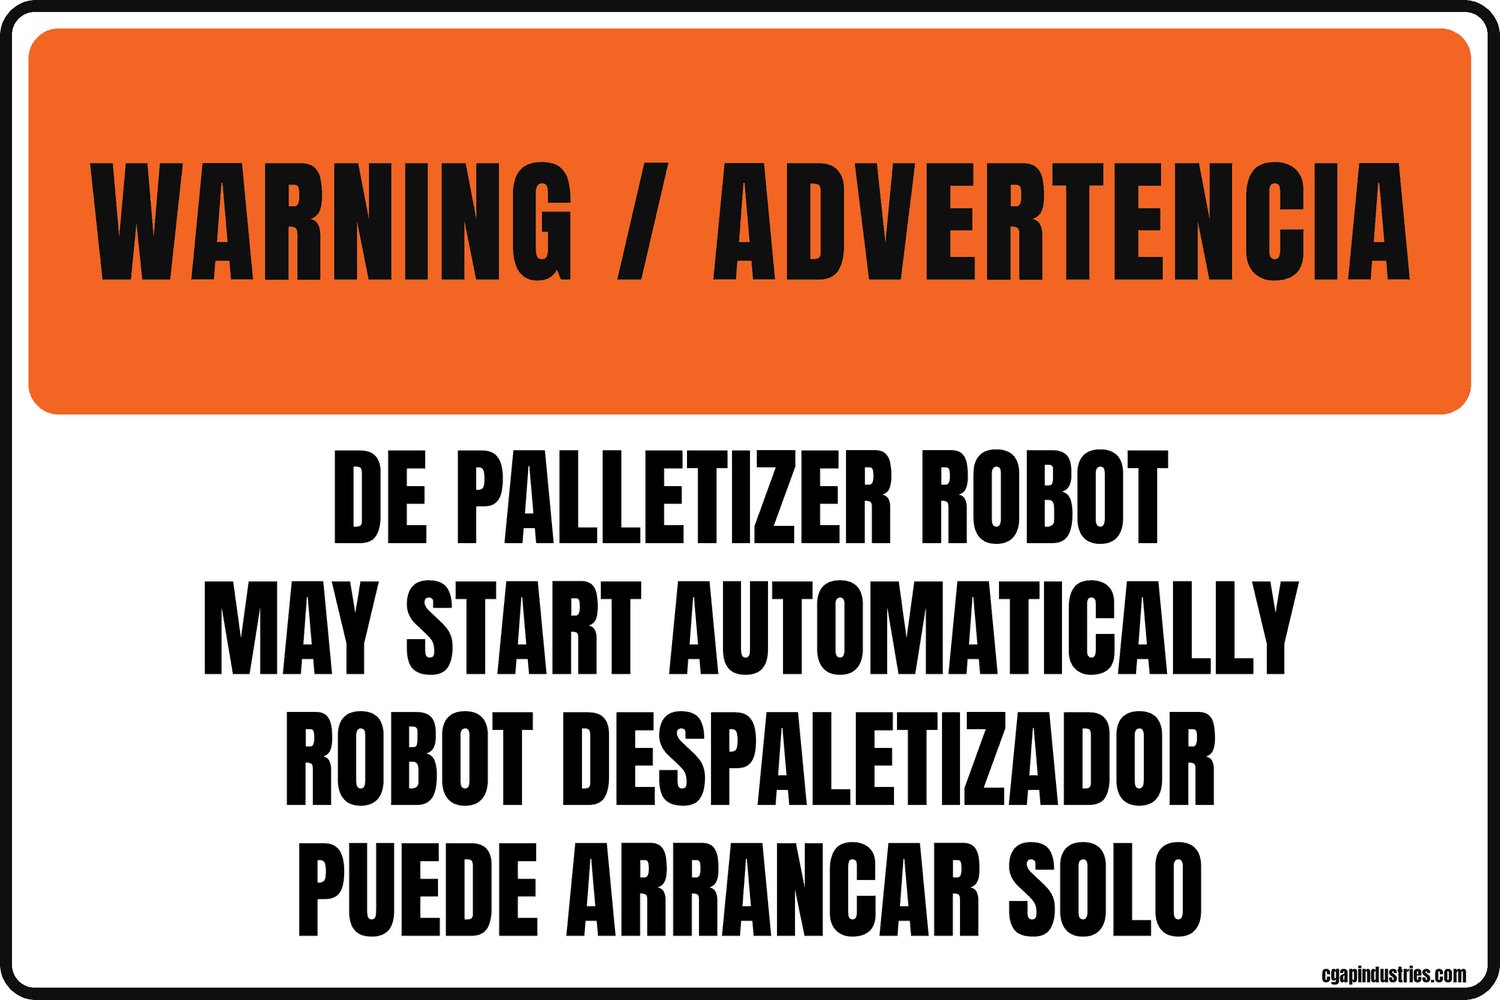 WARNING / ADVERTENCIA
DE PALLETIZER ROBOT
MAY START AUTOMATICALLY
ROBOT DESPALETIZADOR
PUEDE ARRANCAR SOLO
cgapindustries.com